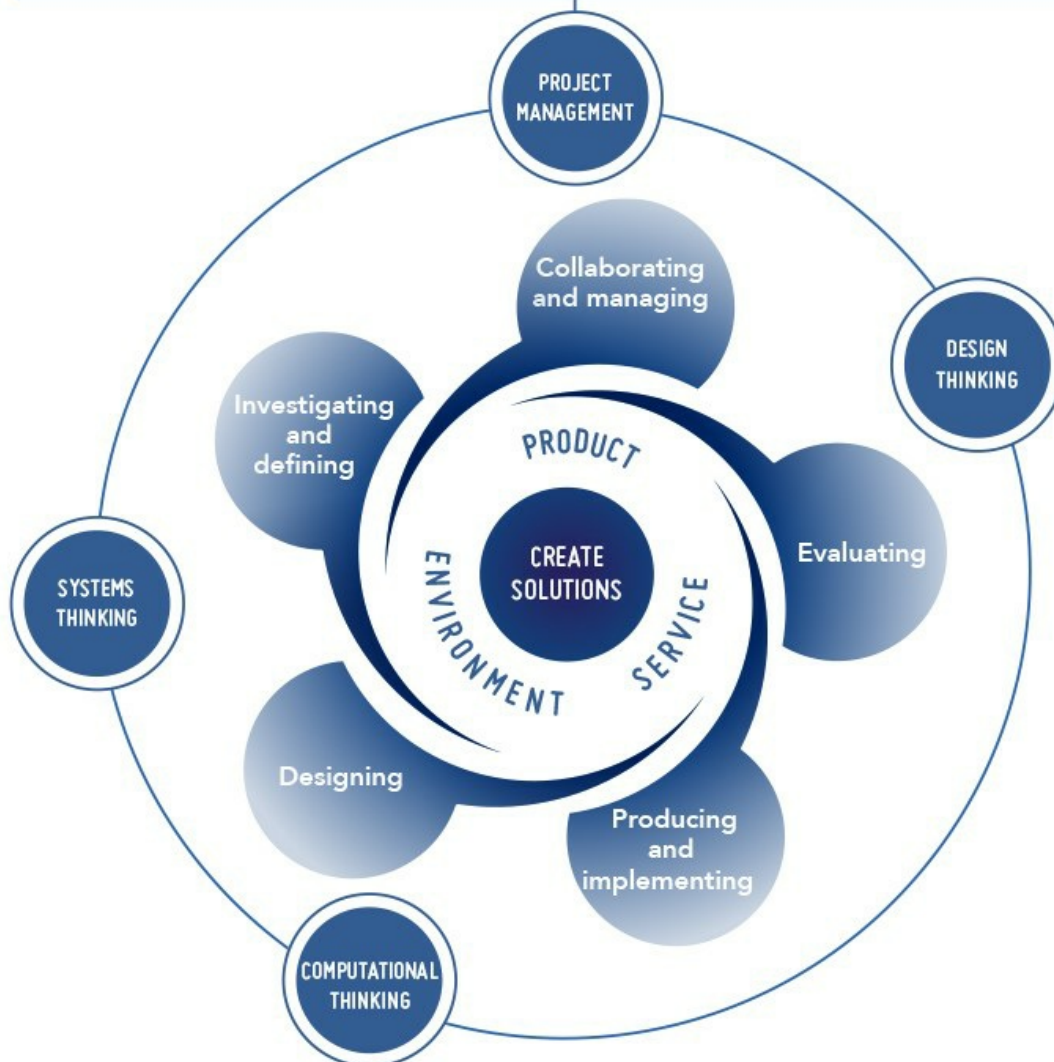 PROJECT
MANAGEMENT
Collaborating
and managing
DESIGN
THINKING
Investigating
and
defining
PRODUCT
Evaluating
CREATE
SOLUTIONS
ENVIRONMENT
SERVICE
SYSTEMS
THINKING
Designing
Producing
and
implementing
COMPUTATIONAL
THINKING